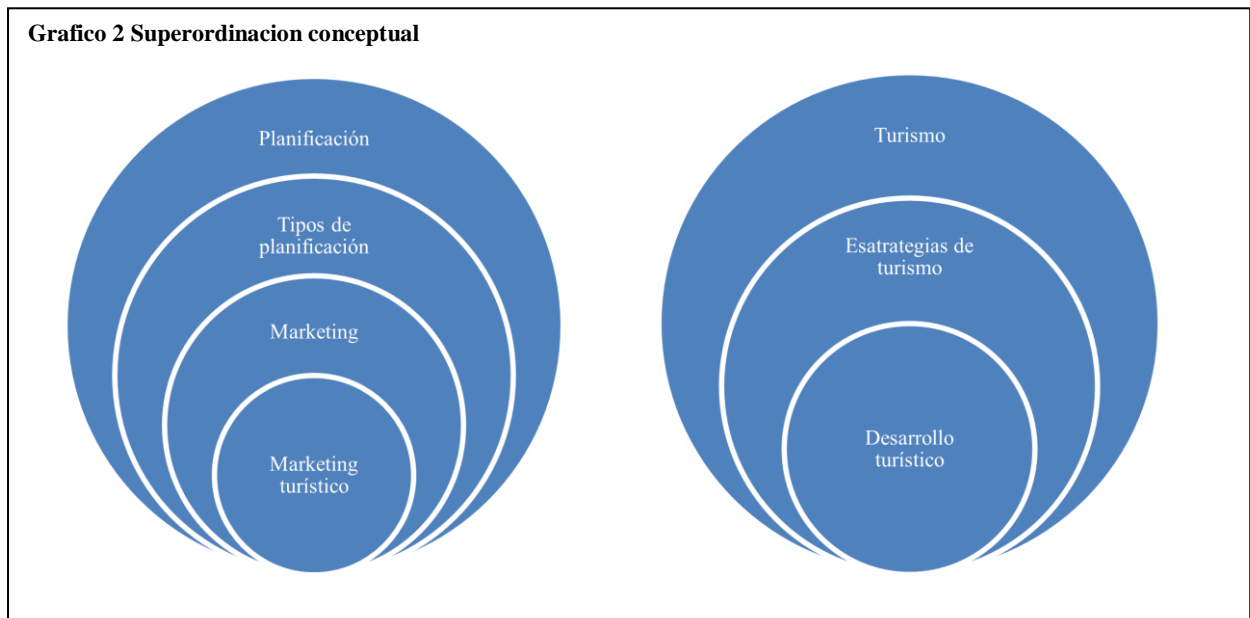 Grafico 2 Superordinacion conceptual
Planificación
Tipos de
planificación
Marketing
Marketing
turístico
Turismo
Esatrategias de
turismo
Desarrollo
turístico